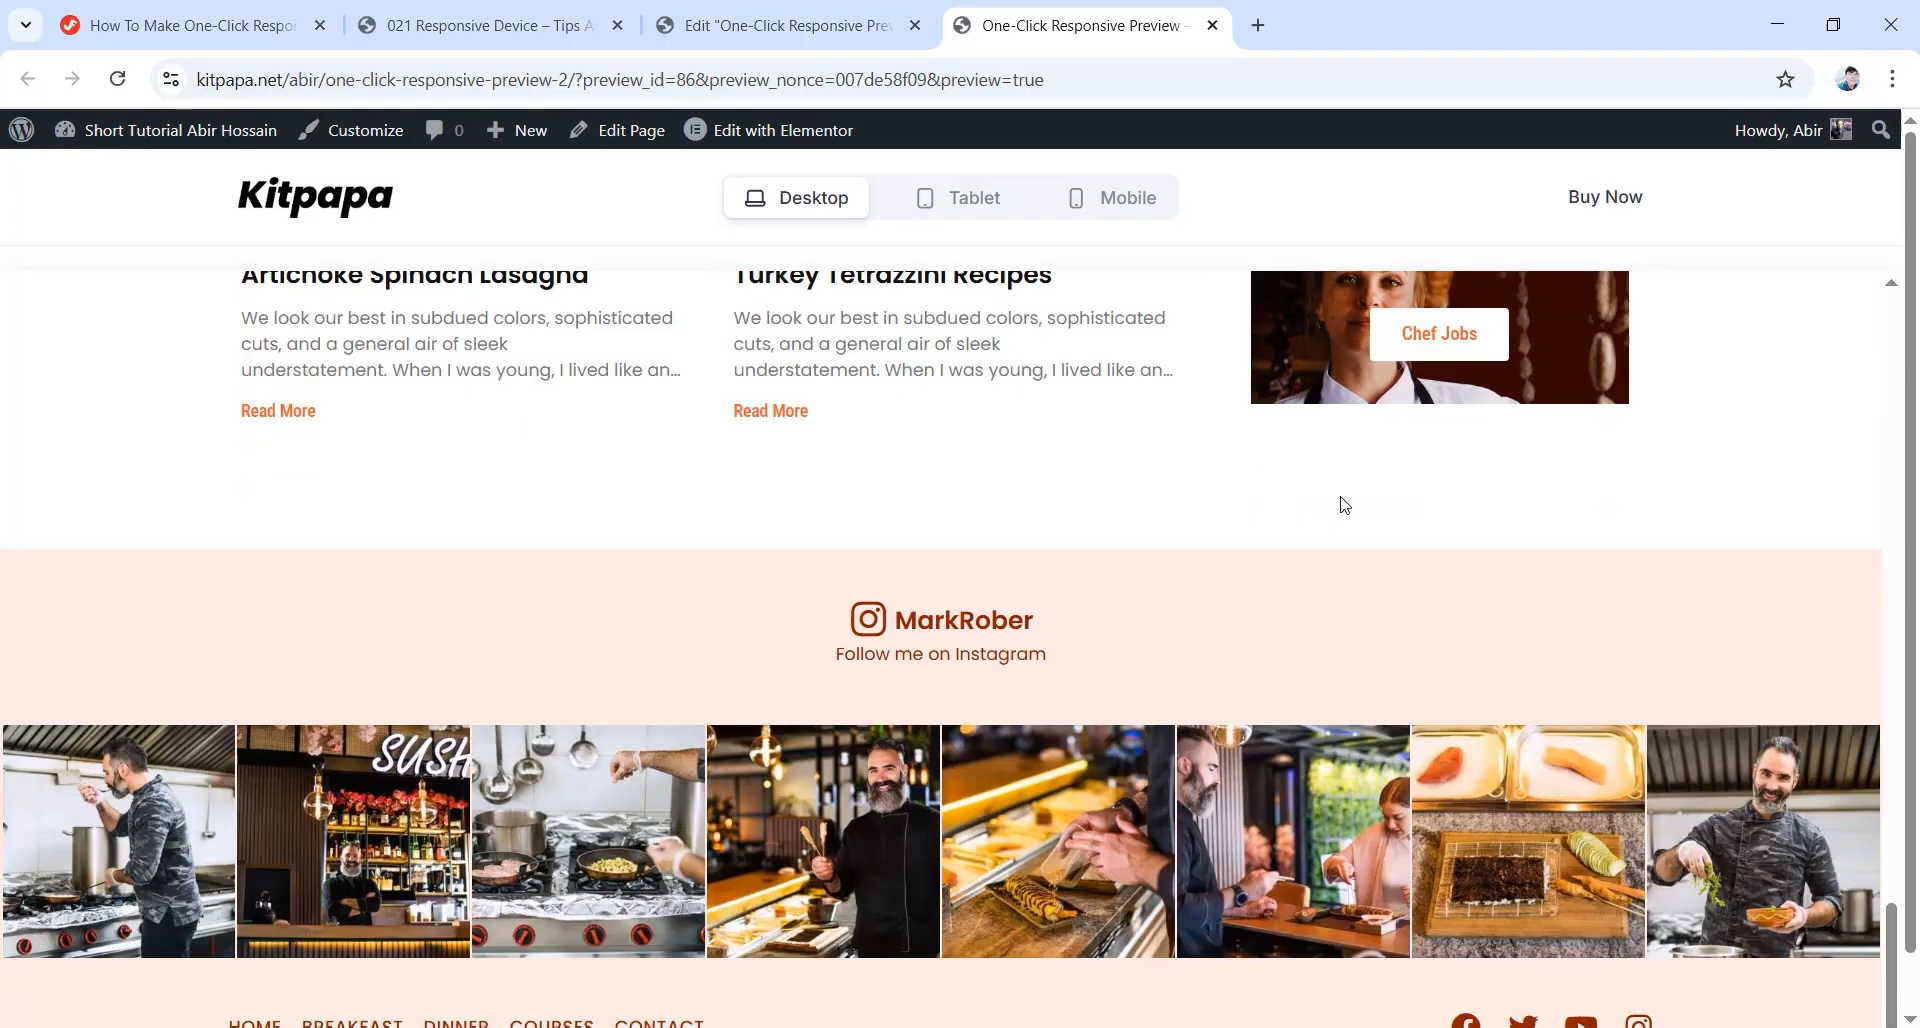 How To Make One-Click Respon
021 Responsive Device – Tips A
Edit "One-Click Responsive Prev
One-Click Responsive Preview –
kitpapa.net/abir/one-click-responsive-preview-2/?preview_id=86&preview_nonce=007de58f09&preview=true
Short Tutorial Abir Hossain
Customize
0
New
Edit Page
Edit with Elementor
Howdy, Abir
Kitpapa
Desktop
Tablet
Mobile
Buy Now
Artichoke Spinach Lasagna
Turkey Tetrazzini Recipes
We look our best in subdued colors, sophisticated
cuts, and a general air of sleek
understatement. When I was young, I lived like an...
Read More
We look our best in subdued colors, sophisticated
cuts, and a general air of sleek
understatement. When I was young, I lived like an...
Read More
Chef Jobs
MarkRober
Follow me on Instagram
SUSH
HOME BREAKFAST DINNER COURSES CONTACT